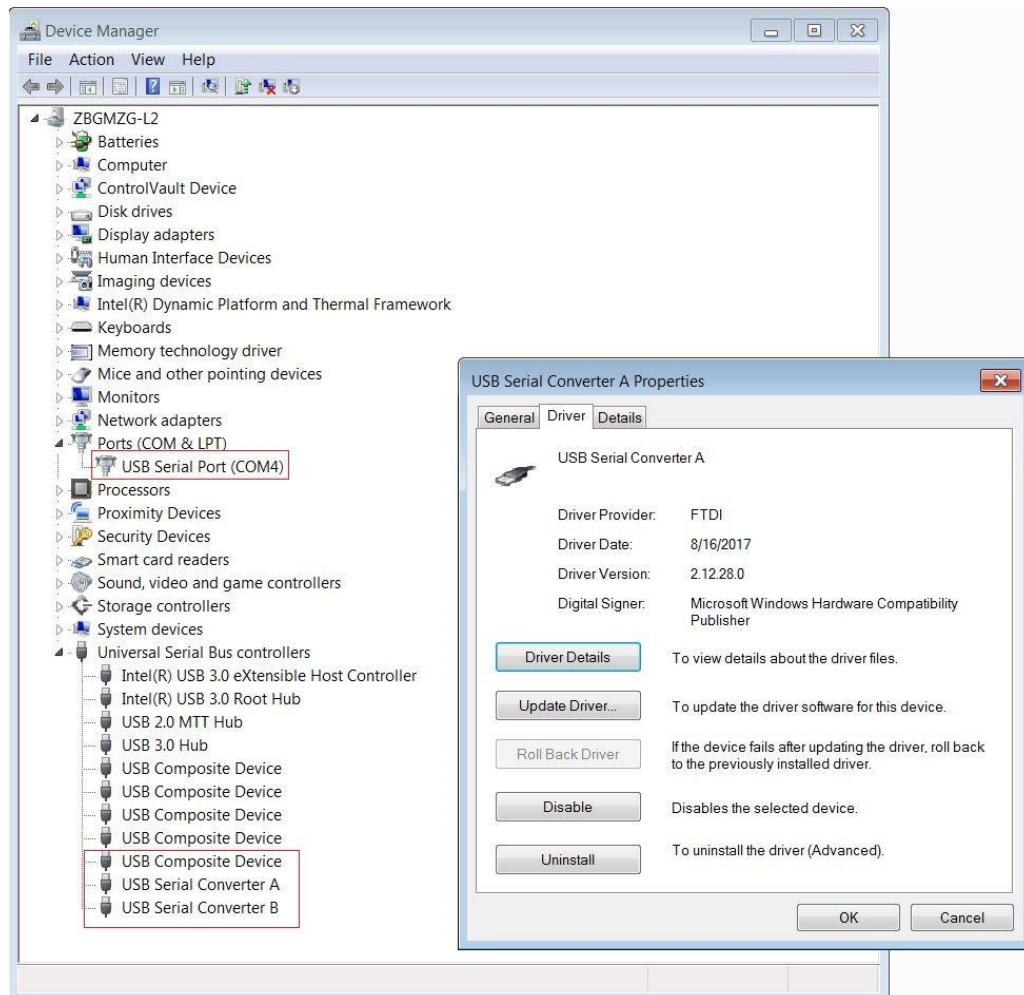 Device Manager
File Action View Help
ZBGMZG-L2
Batteries
Computer
ControlVault Device
Disk drives
Display adapters
Human Interface Devices
Imaging devices
Intel(R) Dynamic Platform and Thermal Framework
Keyboards
Memory technology driver
Mice and other pointing devices
Monitors
Network adapters
Ports (COM & LPT)
USB Serial Port (COM4)
Processors
Proximity Devices
Security Devices
Smart card readers
Sound, video and game controllers
Storage controllers
System devices
Universal Serial Bus controllers
Intel(R) USB 3.0 eXtensible Host Controller
Intel(R) USB 3.0 Root Hub
USB 2.0 MTT Hub
USB 3.0 Hub
USB Composite Device
USB Composite Device
USB Composite Device
USB Composite Device
USB Composite Device
USB Serial Converter A
USB Serial Converter B
USB Serial Converter A Properties
General Driver Details
USB Serial Converter A
Driver Provider: FTDI
Driver Date: 8/16/2017
Driver Version: 2.12.28.0
Digital Signer: Microsoft Windows Hardware Compatibility
Publisher
Driver Details To view details about the driver files.
Update Driver... To update the driver software for this device.
Roll Back Driver If the device fails after updating the driver, roll back
to the previously installed driver.
Disable Disables the selected device.
Uninstall To uninstall the driver (Advanced).
OK Cancel